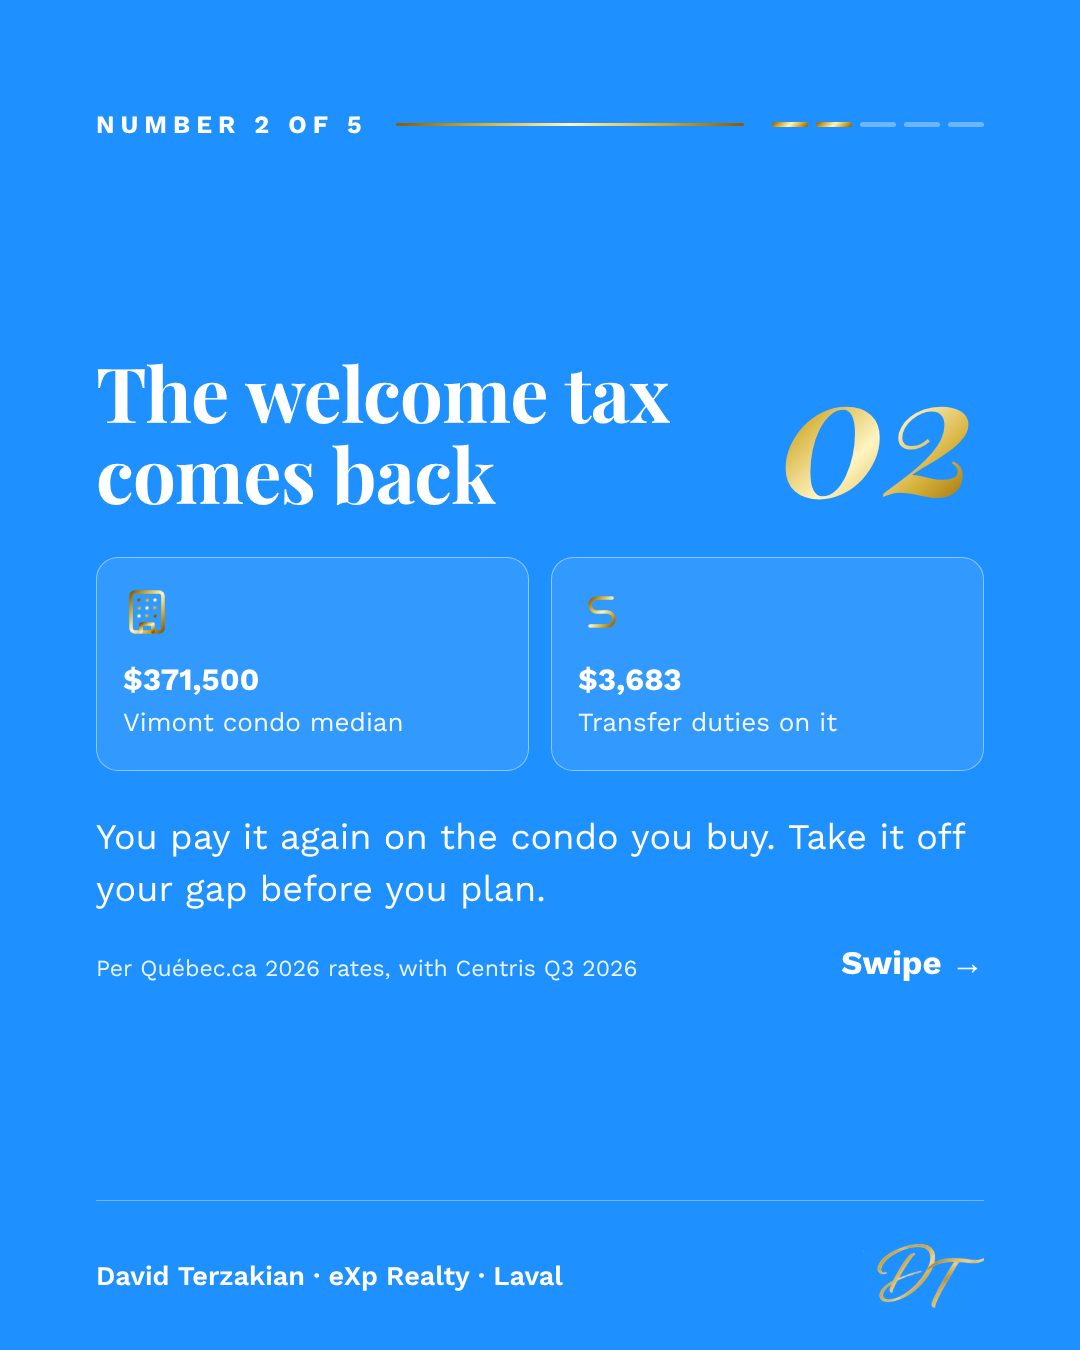 NUMBER 2 OF 5
The welcome tax
comes back
02
$371,500
Vimont condo median
$3,683
Transfer duties on it
You pay it again on the condo you buy. Take it off
your gap before you plan.
Per Québec.ca 2026 rates, with Centris Q3 2026
Swipe →
David Terzakian · eXp Realty · Laval
DT